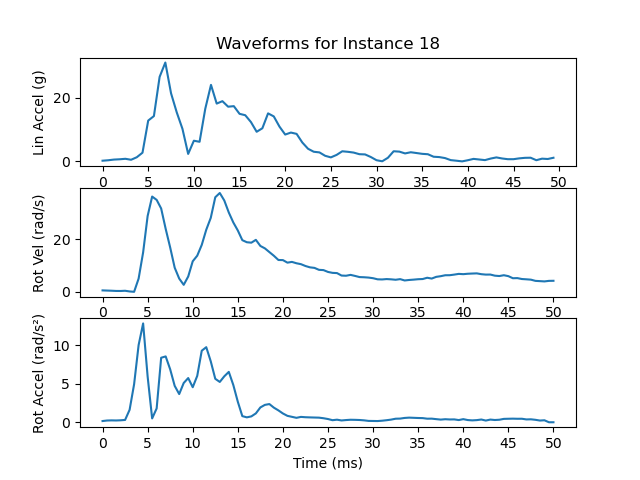 Waveforms for Instance 18
Lin Accel (g)
20
0
0 5 10 15 20 25 30 35 40 45 50
Rot Vel (rad/s)
20
0
0 5 10 15 20 25 30 35 40 45 50
Rot Accel (rad/s²)
10
5
0
0 5 10 15 20 25 30 35 40 45 50
Time (ms)